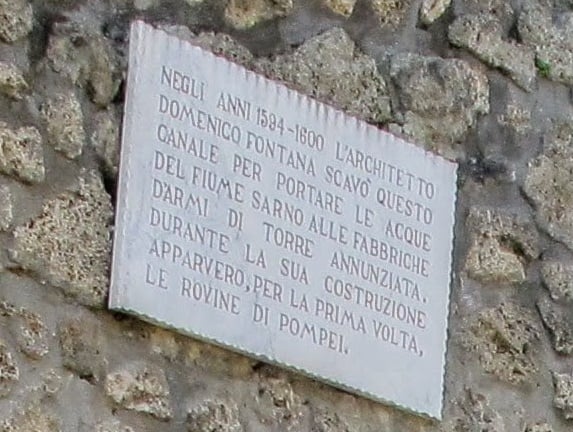 NEGLI ANNI 1594-1600 L'ARCHITETTO
DOMENICO FONTANA SCAVO' QUESTO
CANALE PER PORTARE LE ACQUE
DEL FIUME SARNO ALLE FABBRICHE
D'ARMI DI TORRE ANNUNZIATA.
DURANTE LA SUA COSTRUZIONE
APPARVERO, PER LA PRIMA VOLTA,
LE ROVINE DI POMPEI.